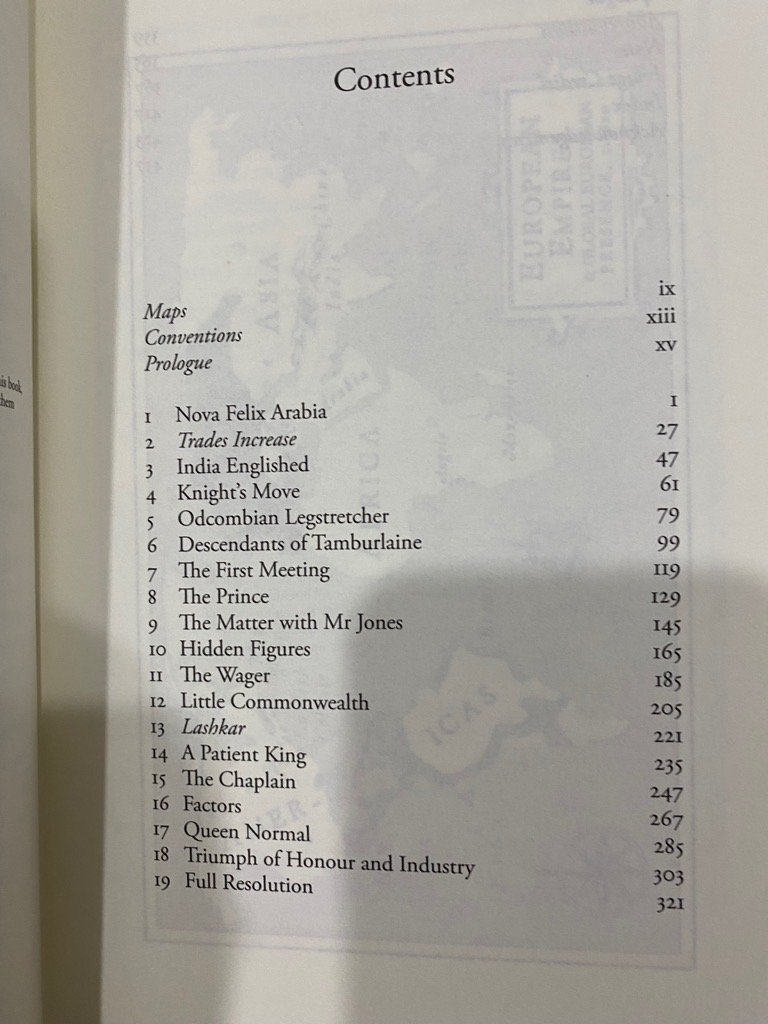 Contents
Maps ix
Conventions xiii
Prologue xv
1 Nova Felix Arabia 1
2 Trades Increase 27
3 India Englished 47
4 Knight's Move 61
5 Odcombian Legstretcher 79
6 Descendants of Tamburlaine 99
7 The First Meeting 119
8 The Prince 129
9 The Matter with Mr Jones 145
10 Hidden Figures 165
11 The Wager 185
12 Little Commonwealth 205
13 Lashkar 221
14 A Patient King 235
15 The Chaplain 247
16 Factors 267
17 Queen Normal 285
18 Triumph of Honour and Industry 303
19 Full Resolution 321